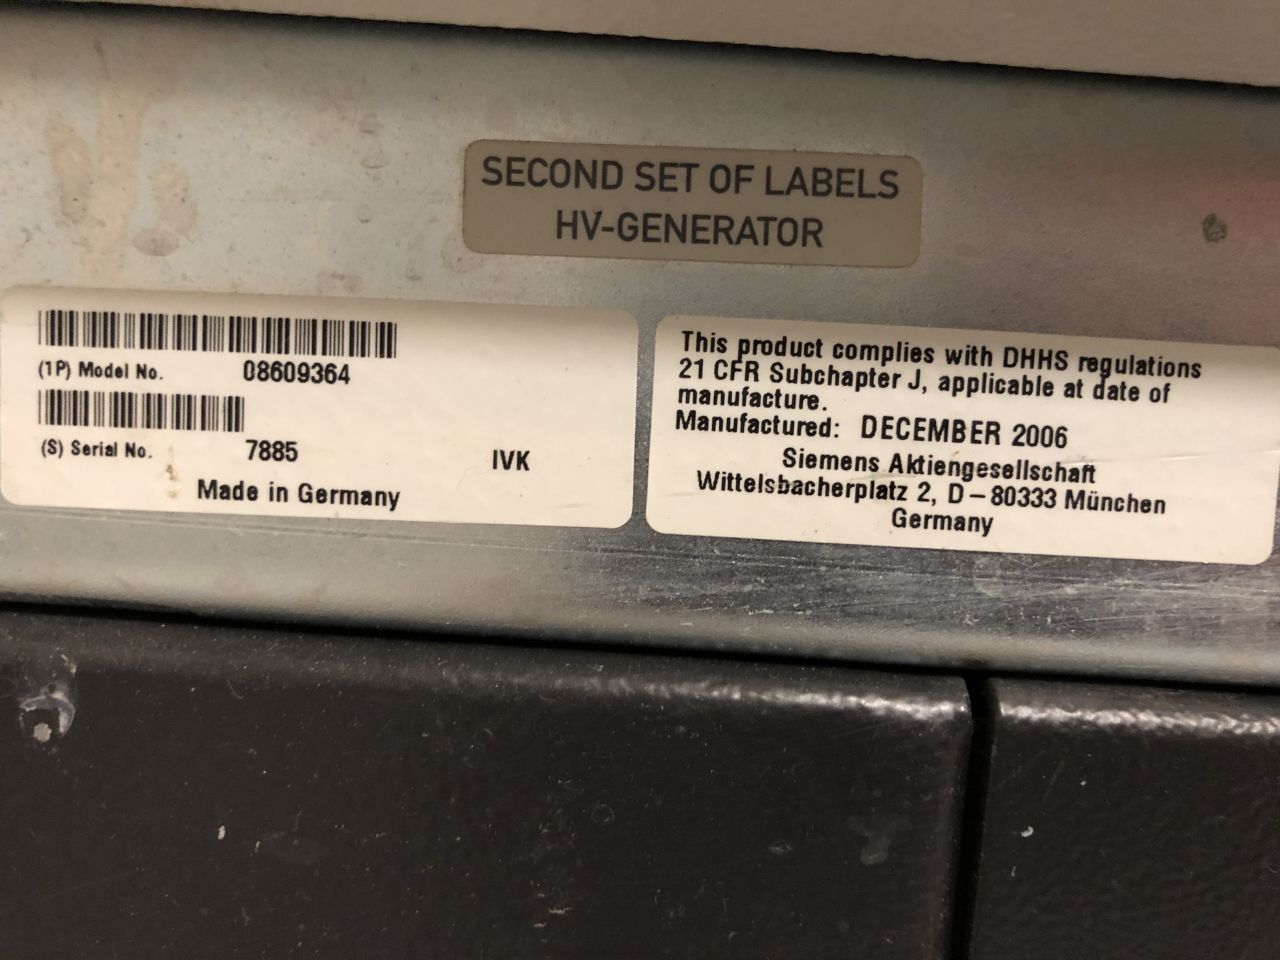 SECOND SET OF LABELS
HV-GENERATOR
(1P) Model No. 08609364
(S) Serial No. 7885 IVK
Made in Germany
This product complies with DHHS regulations
21 CFR Subchapter J, applicable at date of
manufacture.
Manufactured: DECEMBER 2006
Siemens Aktiengesellschaft
Wittelsbacherplatz 2, D – 80333 München
Germany